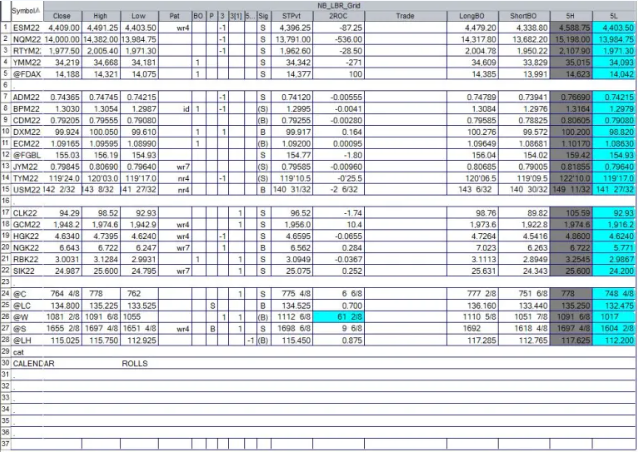 NB_LBR_Grid
Symbol Close High Low Pat BO P 3 3[1] 5... Sig STPvt 2ROC Trade LongBO ShortBO 5H 5L
1 ESM22 4,409.00 4,491.25 4,403.50 wr4 -1 S 4,396.25 -87.25 4,479.20 4,338.80 4,588.75 4,403.50
2 NQM22 14,000.00 14,382.00 13,984.75 -1 S 13,791.00 -536.00 14,317.80 13,682.20 15,198.00 13,984.75
3 RTYM2 1,977.50 2,005.40 1,971.30 -1 S 1,962.60 -28.50 2,004.78 1,950.22 2,107.90 1,971.30
4 YMM22 34,219 34,668 34,181 1 S 34,342 -271 34,609 33,829 35,015 34,093
5 @FDAX 14,188 14,321 14,075 1 S 14,377 100 14,385 13,991 14,623 14,042
6
7 ADM22 0.74365 0.74745 0.74215 -1 S 0.74120 -0.00555 0.74789 0.73941 0.76690 0.74215
8 BPM22 1.3030 1.3054 1.2987 id 1 -1 (S) 1.2995 -0.0041 1.3084 1.2976 1.3164 1.2979
9 CDM22 0.79205 0.79555 0.79080 (B) 0.79255 -0.00280 0.79585 0.78825 0.80605 0.79080
10 DXM22 99.924 100.050 99.610 1 1 (B) 99.917 0.164 100.276 99.572 100.200 98.820
11 ECM22 1.09165 1.09595 1.08990 1 (B) 1.09200 0.00095 1.09649 1.08681 1.10170 1.08630
12 @FGBL 155.03 156.19 154.93 S 154.77 -1.80 156.04 154.02 159.42 154.93
13 JYM22 0.79845 0.80690 0.79640 wr7 (S) 0.79585 -0.00960 0.80685 0.79005 0.81855 0.79640
14 TYM22 119'24.0 120'03.0 119'17.0 nr4 -1 (S) 119'10.5 -0'25.5 120'06.5 119'09.5 122'10.0 119'17.0
15 USM22 142 2/32 143 8/32 141 27/32 nr4 B 140 31/32 -2 6/32 143 6/32 140 30/32 149 11/32 141 27/32
16
17 CLK22 94.29 98.52 92.93 1 S 96.52 -1.74 98.76 89.82 105.59 92.93
18 GCM22 1,948.2 1,974.6 1,942.9 wr4 1 S 1,956.0 10.4 1,973.6 1,922.8 1,974.6 1,916.2
19 HGK22 4.6340 4.7395 4.6240 wr4 -1 S 4.6595 -0.0655 4.7264 4.5416 4.8600 4.6240
20 NGK22 6.643 6.722 6.247 wr7 1 B 6.562 0.284 7.023 6.263 6.722 5.771
21 RBK22 3.0031 3.1284 2.9931 1 1 S 3.0949 -0.0367 3.1113 2.8949 3.2545 2.9867
22 SIK22 24.987 25.600 24.795 wr7 1 S 25.075 0.252 25.631 24.343 25.600 24.200
23
24 @C 764 4/8 778 762 1 S 775 4/8 6 6/8 777 2/8 751 6/8 778 748 4/8
25 @LC 134.800 135.225 133.525 S B 134.525 0.700 136.160 133.440 135.250 132.475
26 @W 1081 2/8 1091 6/8 1055 1 1 (B) 1112 6/8 61 2/8 1110 5/8 1051 7/8 1091 6/8 1017
27 @S 1655 2/8 1697 4/8 1651 4/8 wr4 B 1 S 1698 6/8 9 6/8 1692 1618 4/8 1697 4/8 1604 2/8
28 @LH 115.025 115.750 112.925 -1 (B) 115.450 0.875 117.285 112.765 117.625 112.200
29 cat
30 CALENDAR ROLLS
31
32
33
34
35
36
37